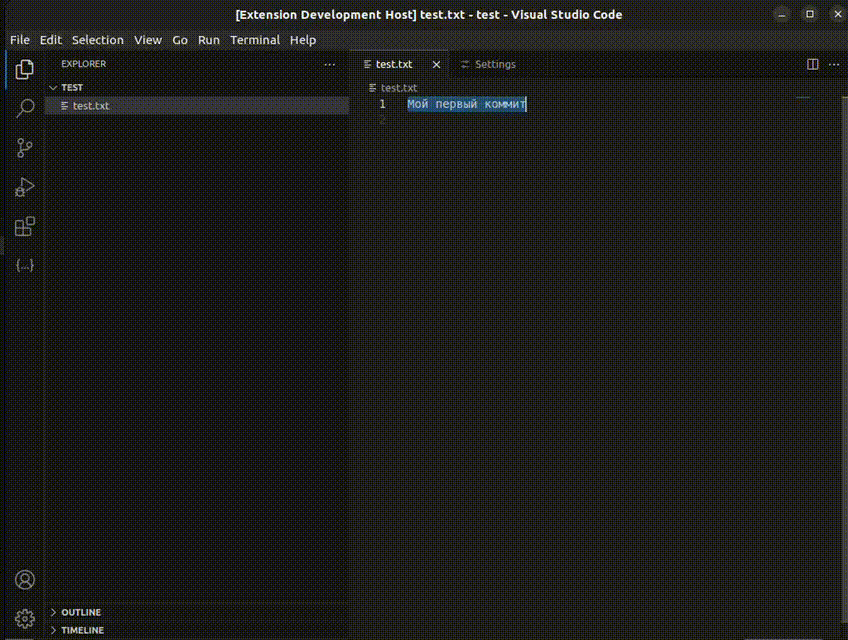 [Extension Development Host] test.txt - test - Visual Studio Code
File Edit Selection View Go Run Terminal Help
EXPLORER
TEST
test.txt
OUTLINE
TIMELINE
test.txt
Settings
test.txt
1 Мой первый коммит
2